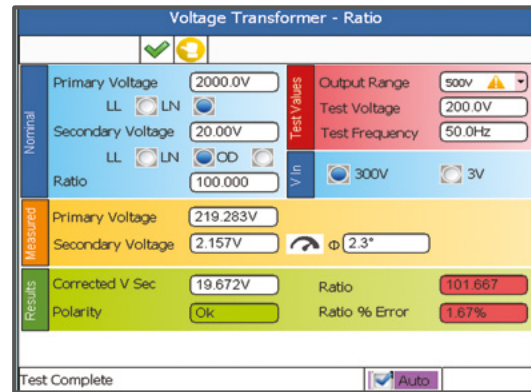 Voltage Transformer - Ratio
Nominal
Primary Voltage 2000.0V
LL LN
Secondary Voltage 20.00V
LL LN OD
Ratio 100.000
Test Values
Output Range 500V
Test Voltage 200.0V
Test Frequency 50.0Hz
V In
300V 3V
Measured
Primary Voltage 219.283V
Secondary Voltage 2.157V Φ 2.3°
Results
Corrected V Sec 19.672V Ratio 101.667
Polarity Ok Ratio % Error 1.67%
Test Complete Auto